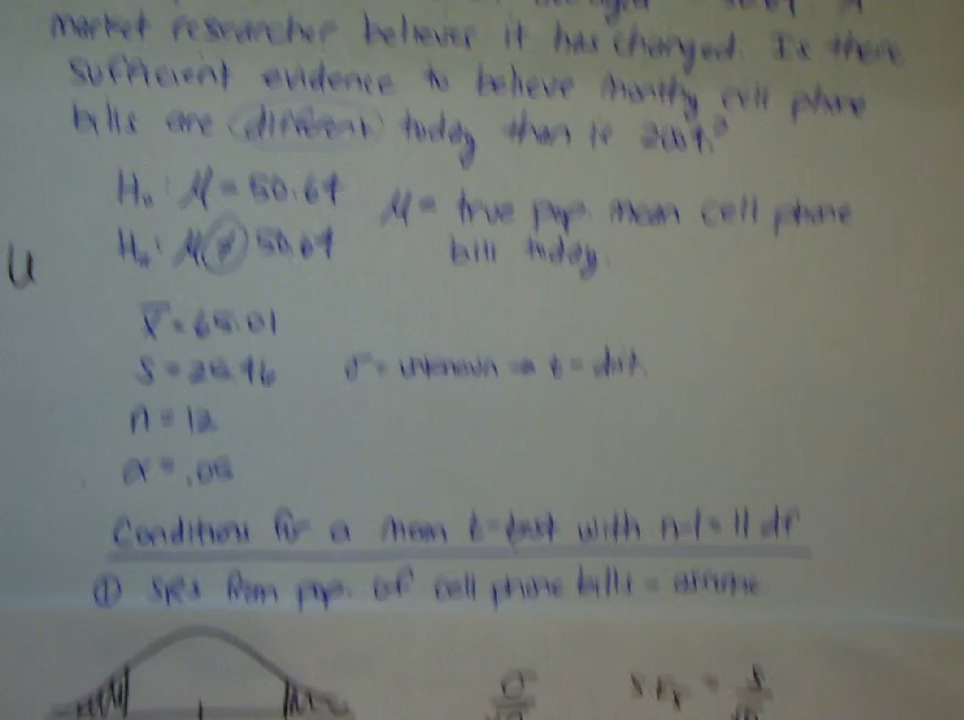 market researcher believes it has changed. Is there
sufficient evidence to believe monthly cell phone
bills are different today than in 2001?
H₀: μ = 50.64 μ = true pop. mean cell phone
Hₐ: μ ≠ 50.64 bill today.
x̄ = 65.01
S = σ = unknown → t = dist.
n = 12
α = .05
Conditions for a mean t-test with n-1 = 11 df
① SRS from pop. of cell phone bills = assume